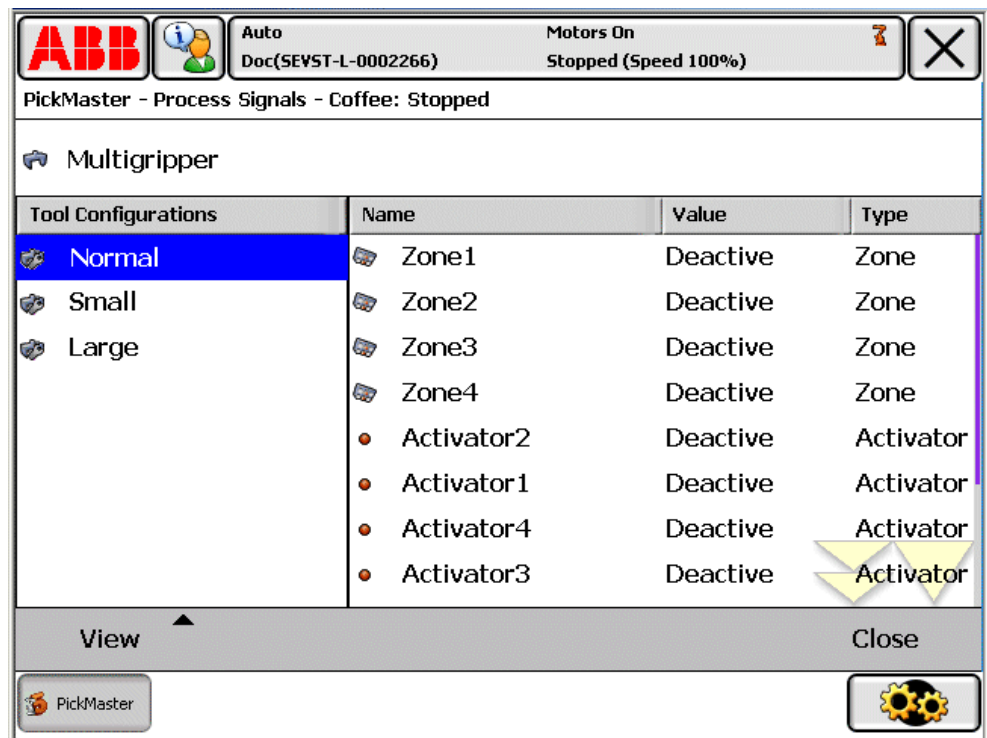 ABB Auto Motors On
Doc(SEVST-L-0002266) Stopped (Speed 100%)
PickMaster - Process Signals - Coffee: Stopped
Multigripper
Tool Configurations Name Value Type
Normal Zone1 Deactive Zone
Small Zone2 Deactive Zone
Large Zone3 Deactive Zone
Zone4 Deactive Zone
Activator2 Deactive Activator
Activator1 Deactive Activator
Activator4 Deactive Activator
Activator3 Deactive Activator
View Close
PickMaster